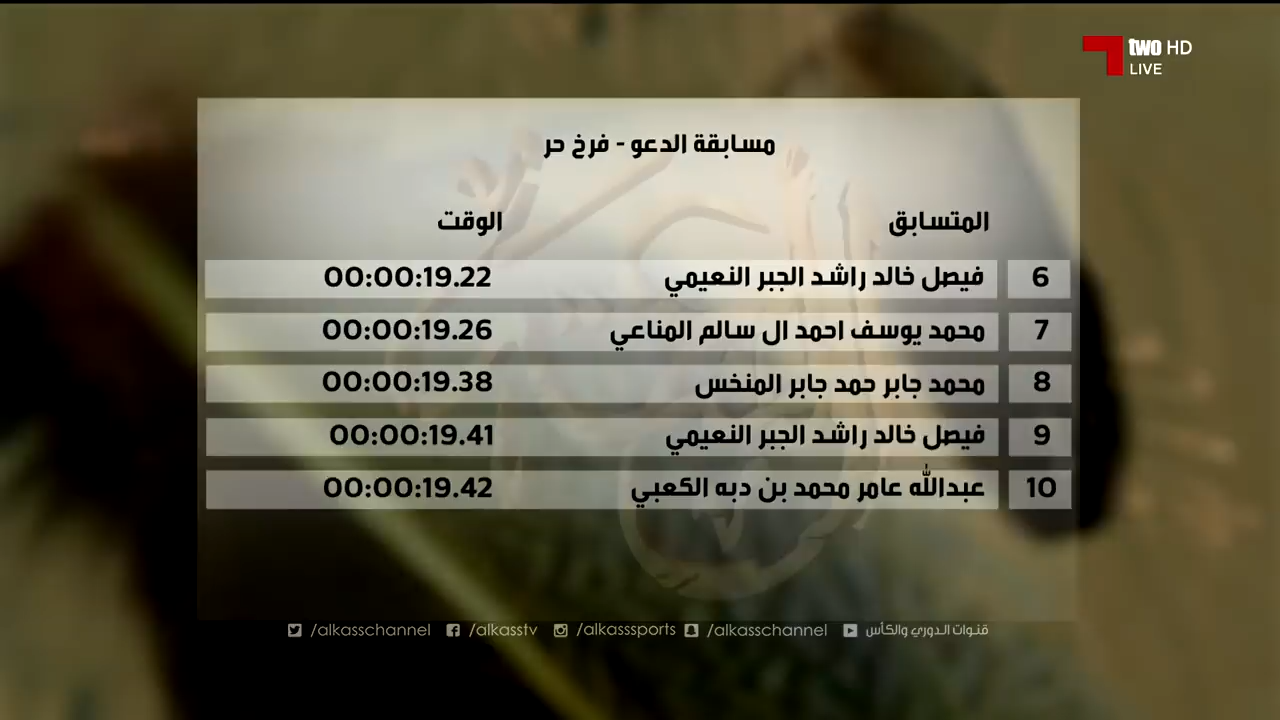 two HD
LIVE
مسابقة الدعو - فرخ حر
المتسابق الوقت
6 فيصل خالد راشد الجبر النعيمي 00:00:19.22
7 محمد يوسف احمد ال سالم المناعي 00:00:19.26
8 محمد جابر حمد جابر المنخس 00:00:19.38
9 فيصل خالد راشد الجبر النعيمي 00:00:19.41
10 عبدالله عامر محمد بن دبه الكعبي 00:00:19.42
/alkasschannel /alkasstv /alkasssports /alkasschannel قنوات الدوري والكأس